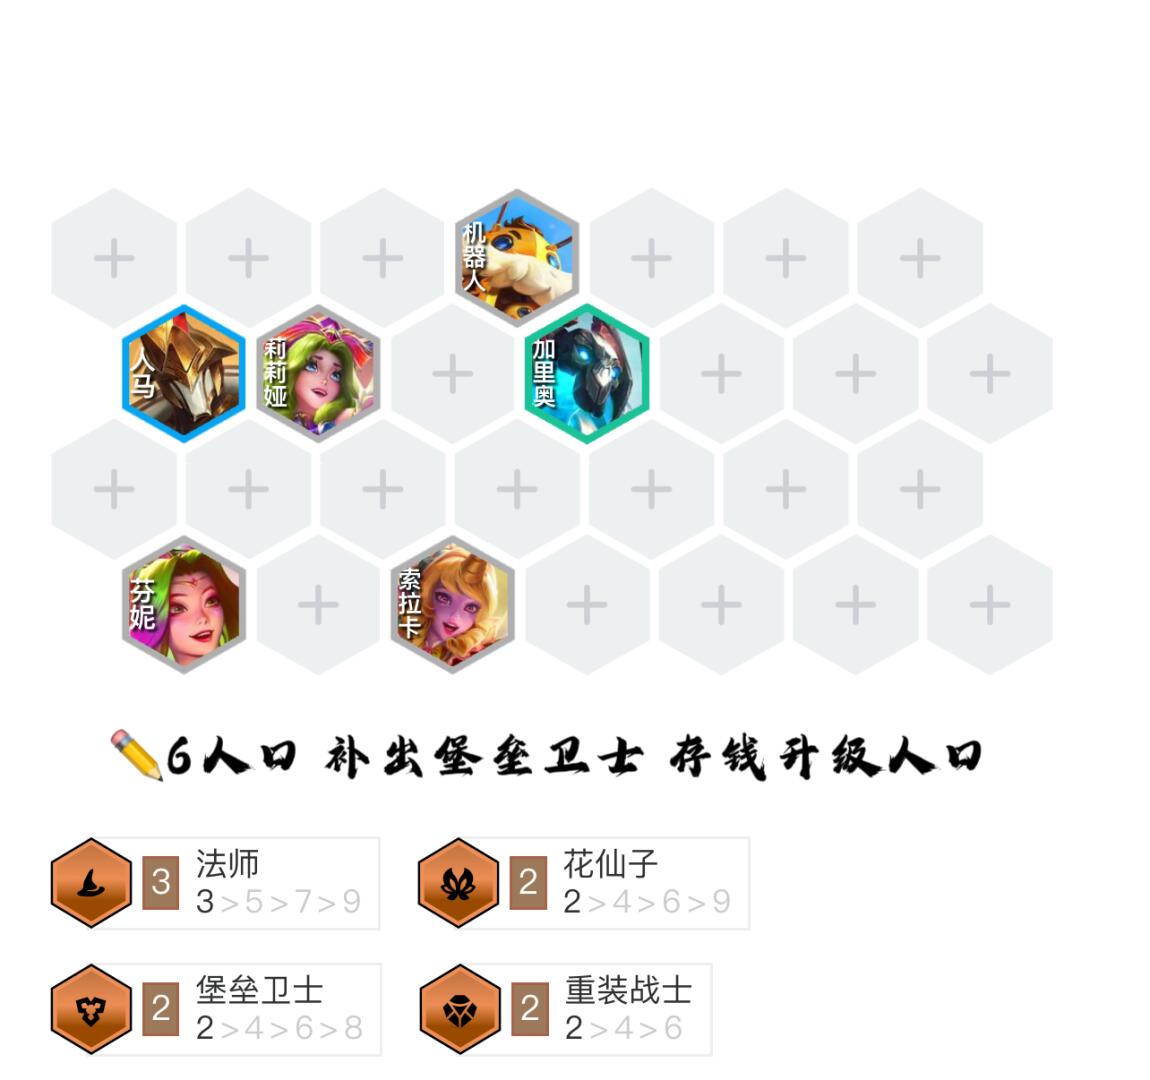 机器人
人马
莉莉娅
加里奥
芬妮
索拉卡
6人口 补出堡垒卫士 存钱升级人口
3
法师
3>5>7>9
2
花仙子
2>4>6>9
2
堡垒卫士
2>4>6>8
2
重装战士
2>4>6